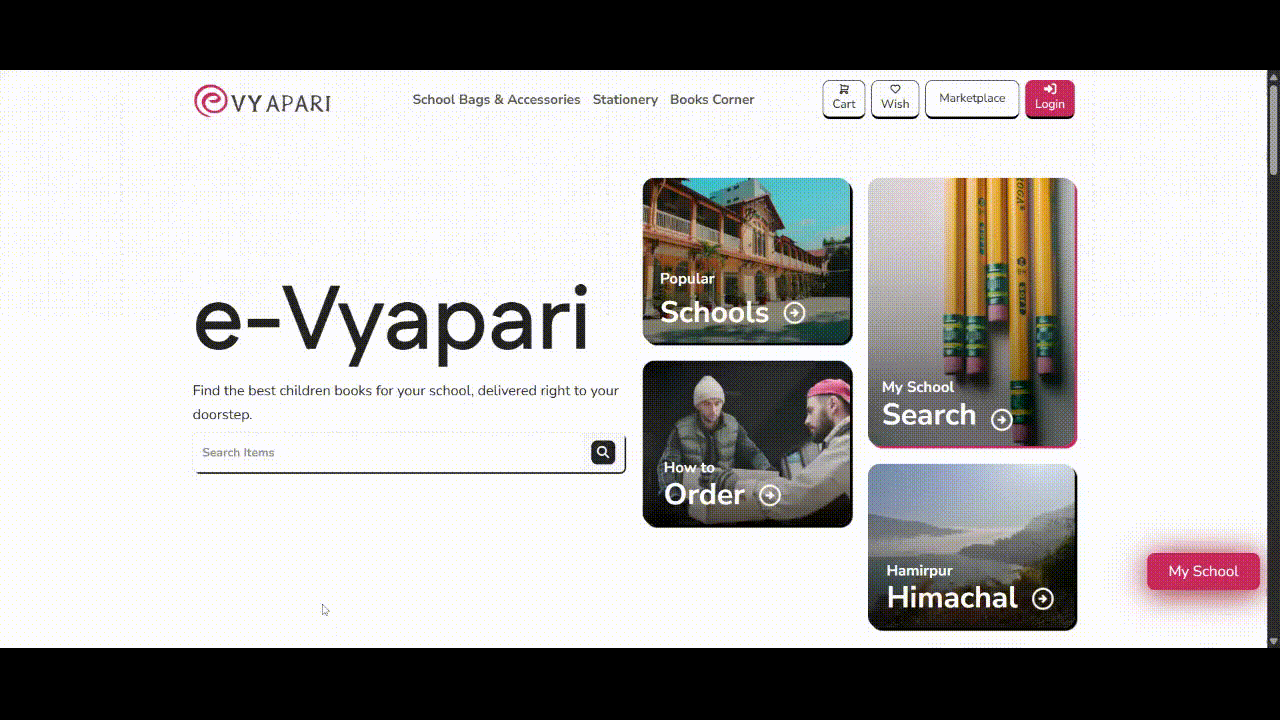 eVYAPARI
School Bags & Accessories
Stationery
Books Corner
Cart
Wish
Marketplace
Login
e-Vyapari
Find the best children books for your school, delivered right to your
doorstep.
Search Items
Popular
Schools
How to
Order
My School
Search
Hamirpur
Himachal
My School